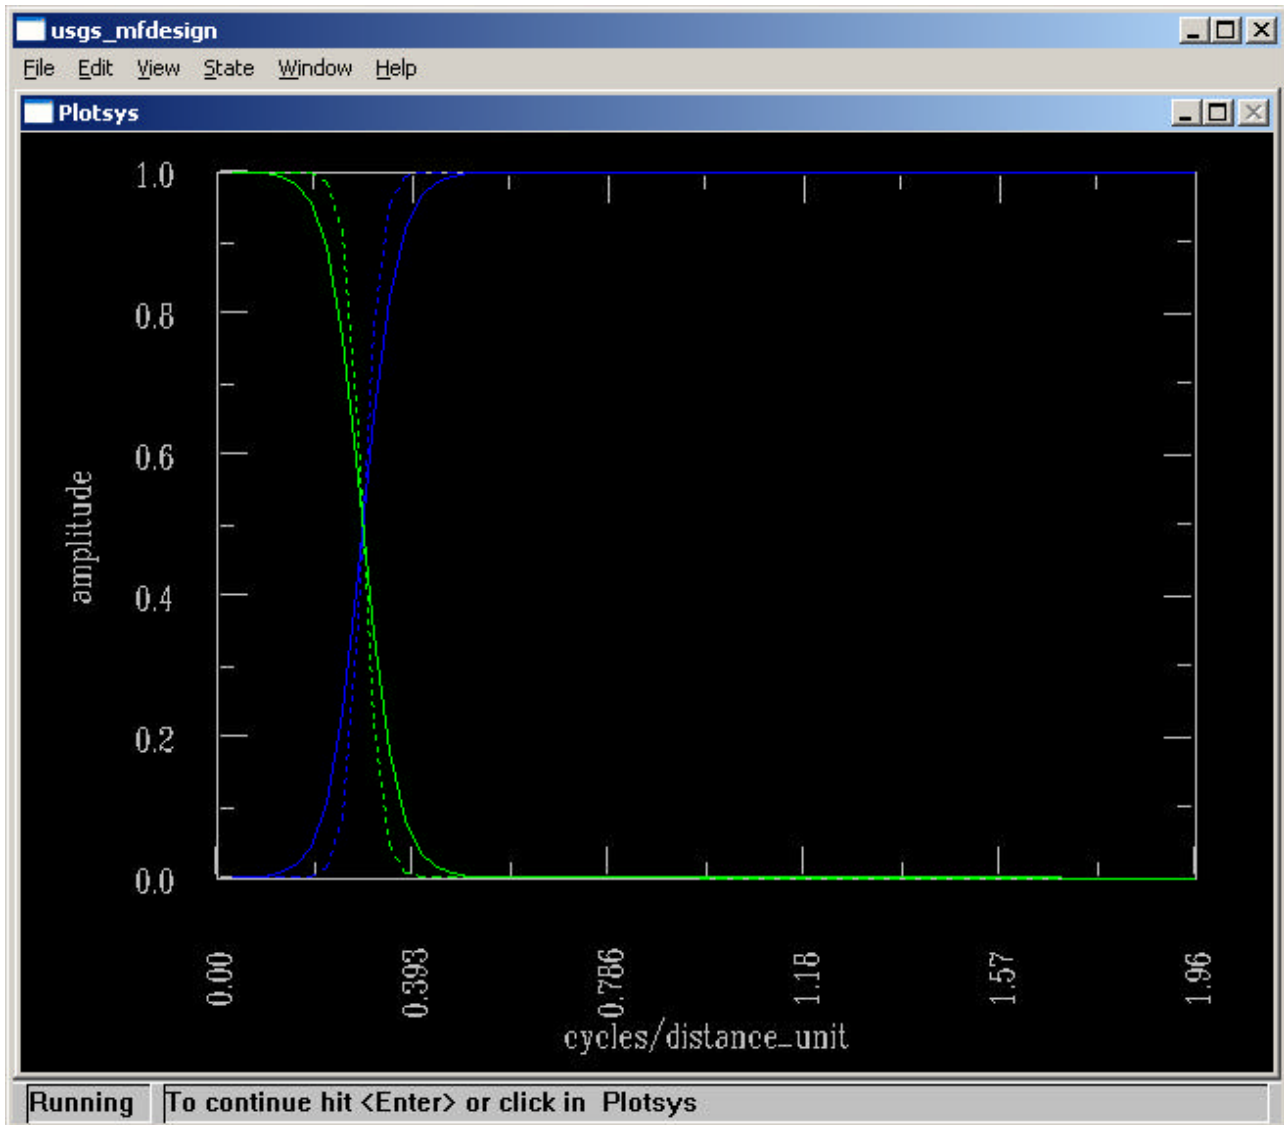 usgs_mfdesign
File Edit View State Window Help
Plotsys
1.0
0.8
0.6
0.4
0.2
0.0
amplitude
0.00 0.393 0.786 1.18 1.57 1.96
cycles/distance_unit
Running To continue hit <Enter> or click in Plotsys